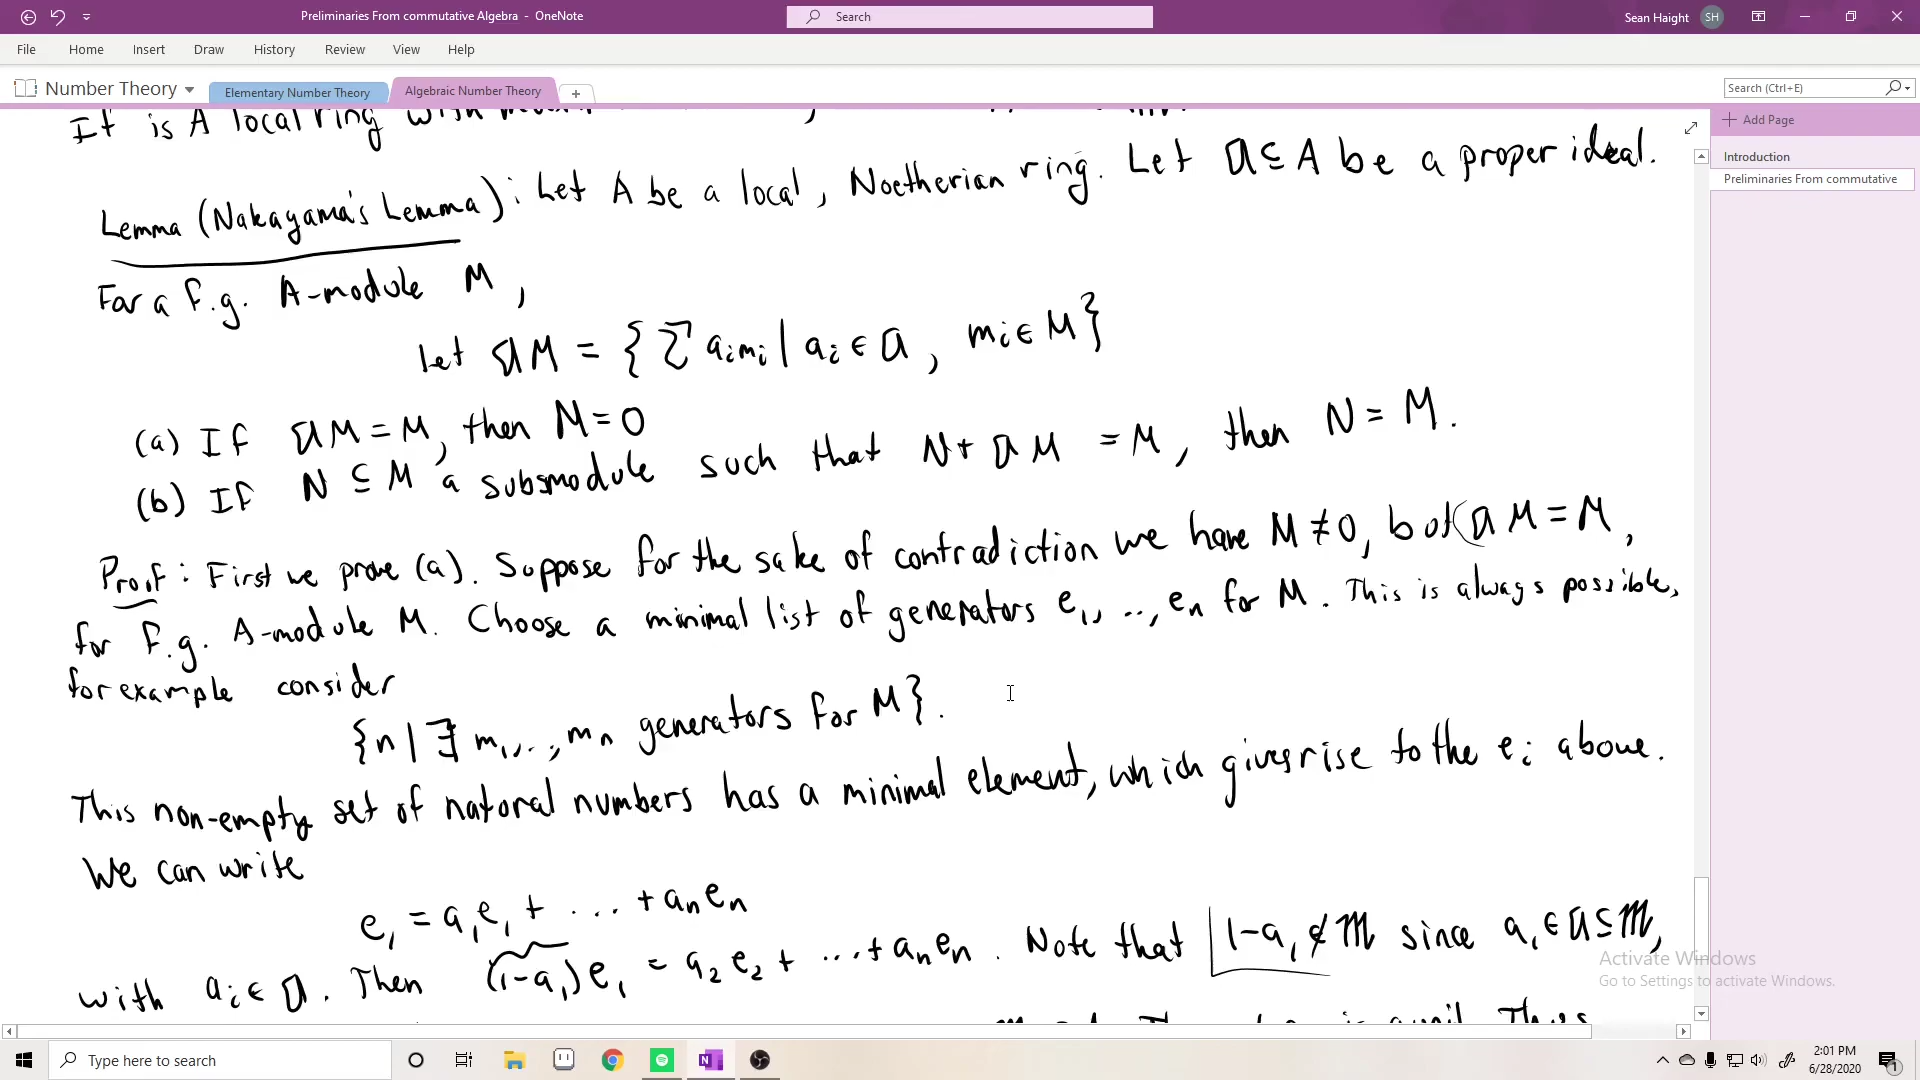 Preliminaries From commutative Algebra - OneNote
Search
Sean Haight
SH
File Home Insert Draw History Review View Help
Number Theory
Elementary Number Theory
Algebraic Number Theory
+
Search (Ctrl+E)
Add Page
Introduction
Preliminaries From commutative
It is A local ring with
Lemma (Nakayama's Lemma): Let A be a local, Noetherian ring. Let 𝔞 ⊆ A be a proper ideal.
For a f.g. A-module M,
Let 𝔞M = {Σ aᵢmᵢ | aᵢ ∈ 𝔞, mᵢ ∈ M}
(a) If 𝔞M = M, then M = 0
(b) If N ⊆ M a submodule such that N + 𝔞M = M, then N = M.
Proof: First we prove (a). Suppose for the sake of contradiction we have M ≠ 0, but 𝔞M = M,
for f.g. A-module M. Choose a minimal list of generators e₁, ..., eₙ for M. This is always possible,
for example consider
{n | ∃ m₁, ..., mₙ generators for M}.
This non-empty set of natural numbers has a minimal element, which gives rise to the eᵢ above.
We can write
e₁ = a₁e₁ + ... + aₙeₙ
with aᵢ ∈ 𝔞. Then (1-a₁)e₁ = a₂e₂ + ... + aₙeₙ. Note that 1-a₁ ∉ 𝔪 since a₁ ∈ 𝔞 ⊆ 𝔪,
Activate Windows
Go to Settings to activate Windows.
Type here to search
2:01 PM
6/28/2020
1